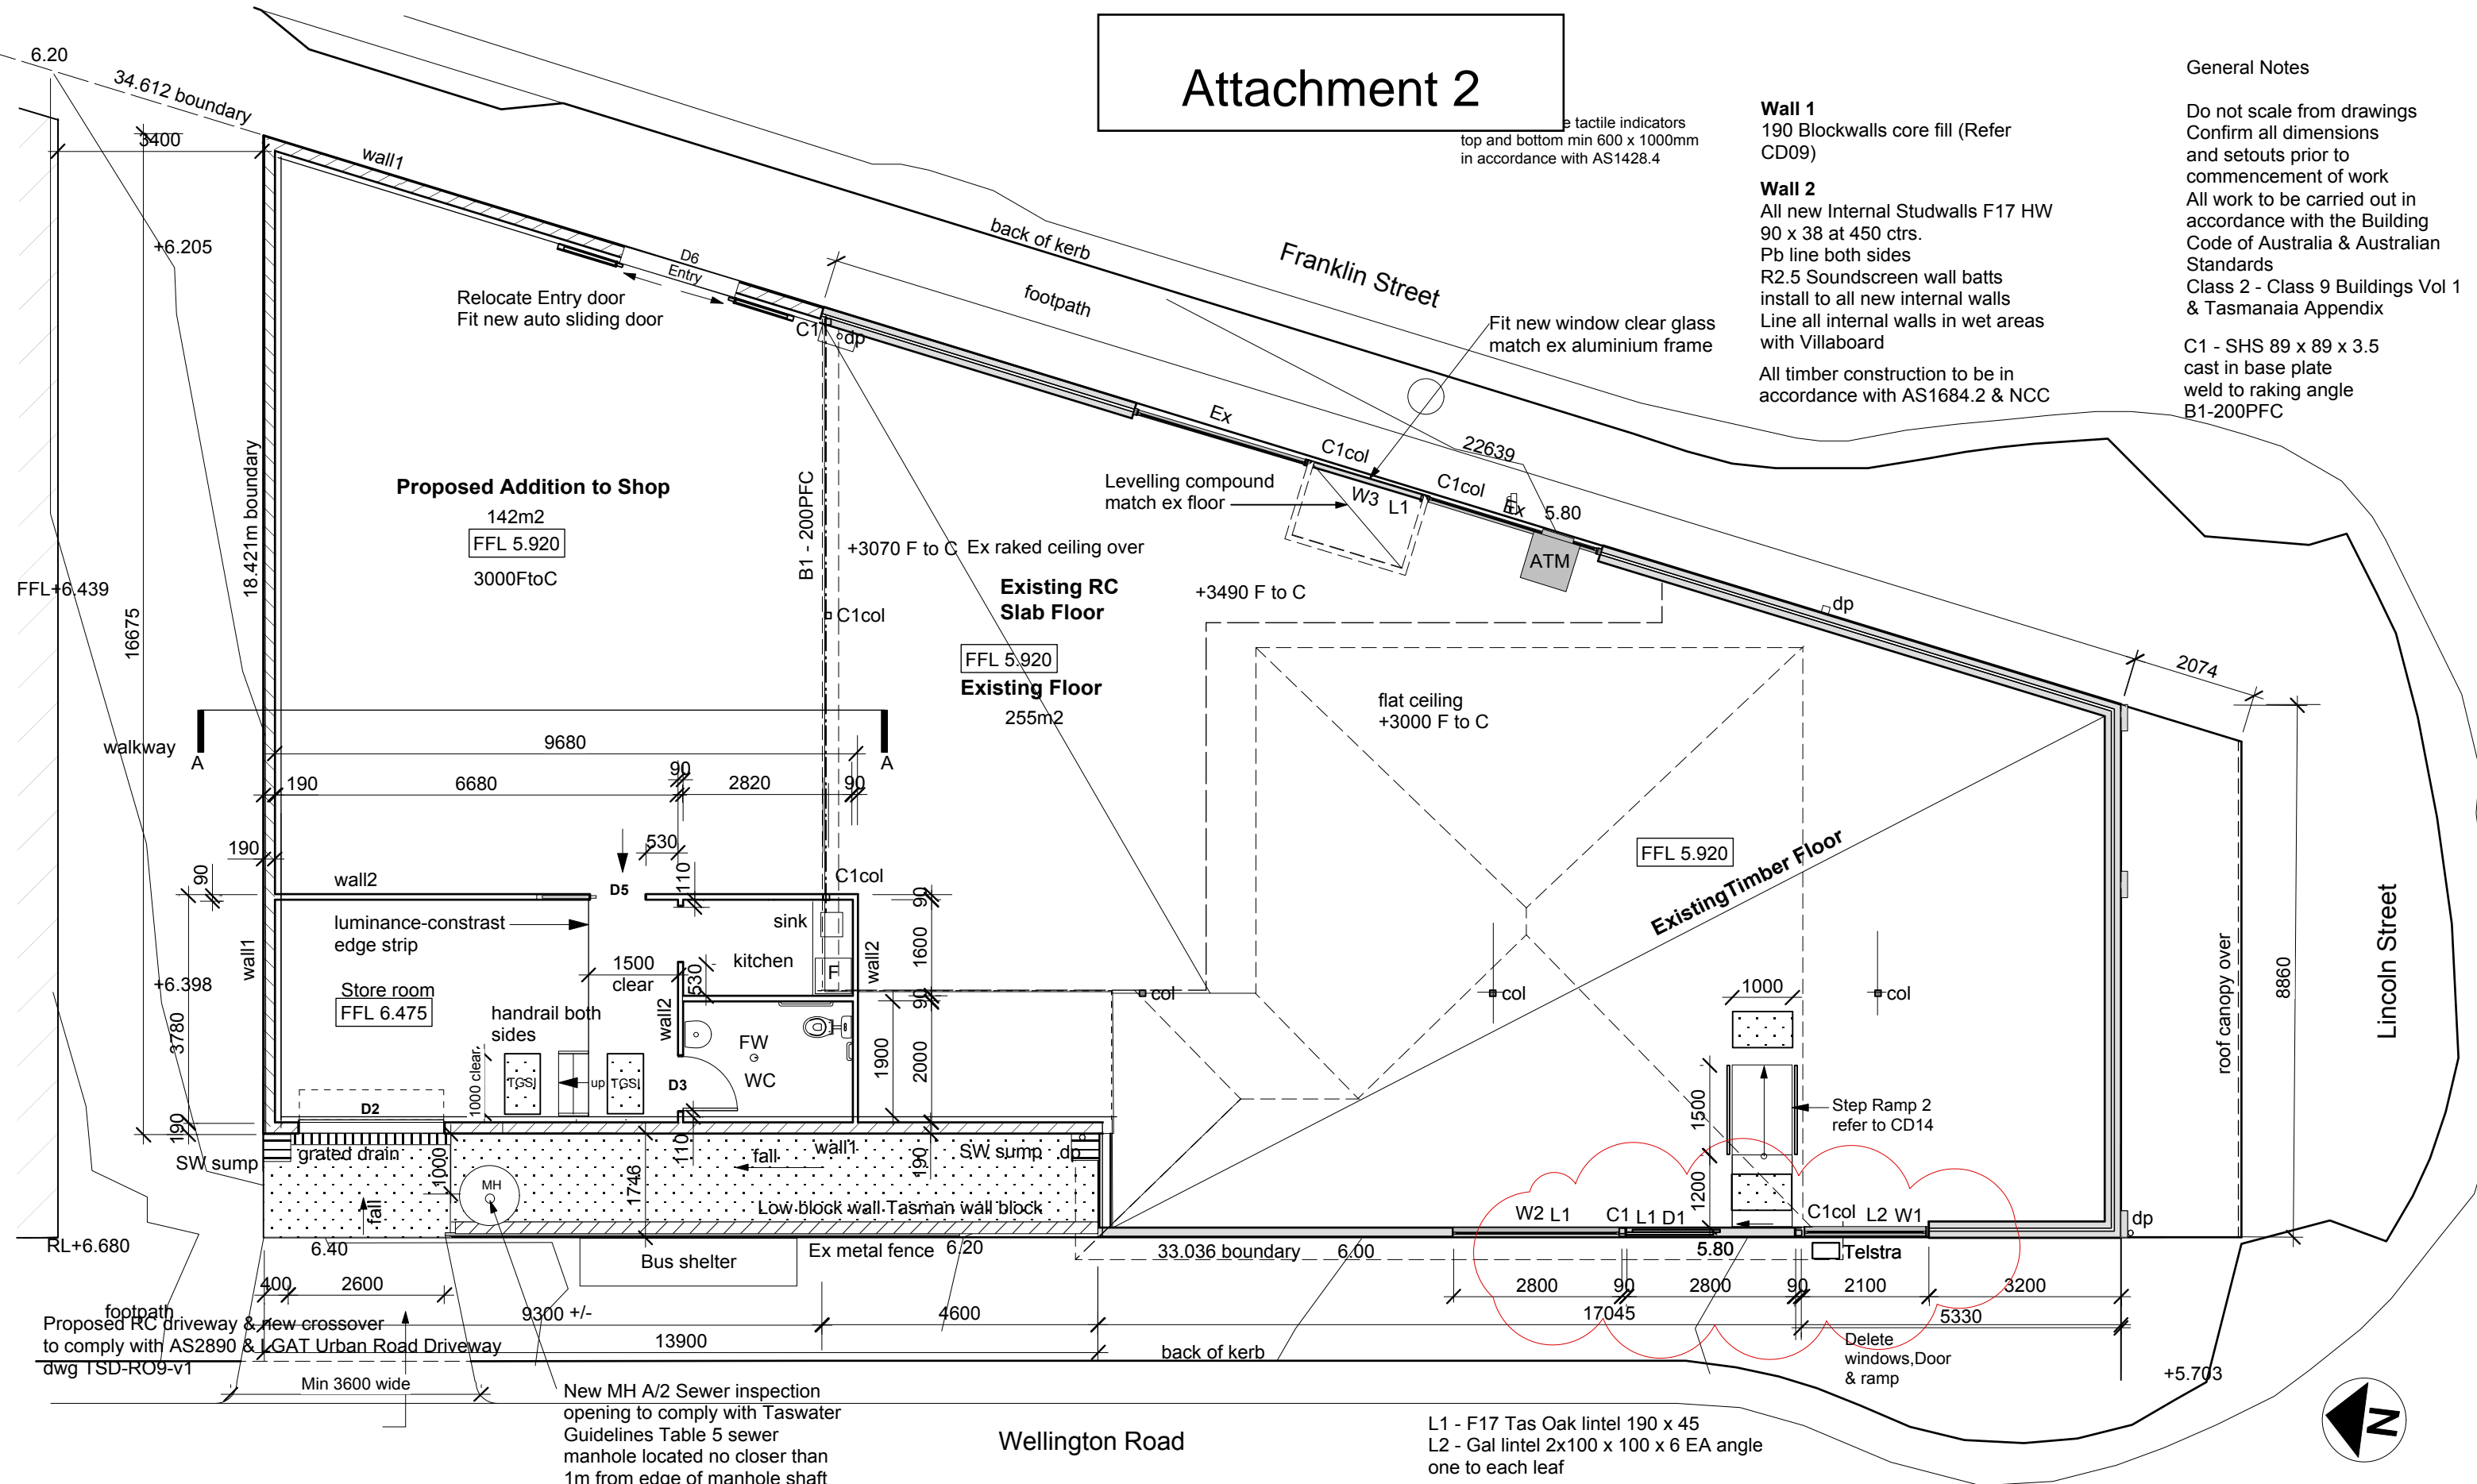 Attachment 2
General Notes
Do not scale from drawings
Confirm all dimensions
and setouts prior to
commencement of work
All work to be carried out in
accordance with the Building
Code of Australia & Australian
Standards
Class 2 - Class 9 Buildings Vol 1
& Tasmanaia Appendix
C1 - SHS 89 x 89 x 3.5
cast in base plate
weld to raking angle
B1-200PFC
Wall 1
190 Blockwalls core fill (Refer
CD09)
Wall 2
All new Internal Studwalls F17 HW
90 x 38 at 450 ctrs.
Pb line both sides
R2.5 Soundscreen wall batts
install to all new internal walls
Line all internal walls in wet areas
with Villaboard
All timber construction to be in
accordance with AS1684.2 & NCC
e tactile indicators
top and bottom min 600 x 1000mm
in accordance with AS1428.4
6.20
34.612 boundary
3400
wall1
+6.205
D6
Entry
Relocate Entry door
Fit new auto sliding door
C1
dp
back of kerb
Franklin Street
footpath
Fit new window clear glass
match ex aluminium frame
Ex
C1col
22639
C1col
Levelling compound
match ex floor
W3
L1
Ex
5.80
ATM
18.421m boundary
Proposed Addition to Shop
142m2
FFL 5.920
3000FtoC
B1 - 200PFC
+3070 F to C
Ex raked ceiling over
Existing RC
Slab Floor
+3490 F to C
C1col
FFL 5.920
Existing Floor
255m2
FFL+6.439
16675
dp
2074
flat ceiling
+3000 F to C
walkway
A
A
9680
190
6680
90
2820
90
530
190
90
wall2
D5
110
C1col
90
FFL 5.920
ExistingTimber Floor
luminance-constrast
edge strip
sink
kitchen
1500
clear
530
F
wall2
1600
90
wall1
+6.398
Store room
FFL 6.475
3780
handrail both
sides
wall2
FW
WC
1900
2000
1000 clear
TGSI
up
TGSI
D3
D2
col
col
1000
col
roof canopy over
8860
Lincoln Street
1500
Step Ramp 2
refer to CD14
1200
190
SW sump
grated drain
1000
MH
1746
110
fall
wall1
190
SW sump
dp
fall
Low block wall Tasman wall block
W2 L1
C1 L1 D1
C1col
L2 W1
dp
RL+6.680
6.40
Bus shelter
Ex metal fence
6.20
33.036 boundary
6.00
5.80
Telstra
400
2600
2800
90
2800
90
2100
3200
footpath
9300 +/-
4600
17045
5330
Proposed RC driveway & new crossover
to comply with AS2890 & LGAT Urban Road Driveway
dwg TSD-RO9-v1
13900
back of kerb
Delete
windows,Door
& ramp
+5.703
Min 3600 wide
New MH A/2 Sewer inspection
opening to comply with Taswater
Guidelines Table 5 sewer
manhole located no closer than
1m from edge of manhole shaft
Wellington Road
L1 - F17 Tas Oak lintel 190 x 45
L2 - Gal lintel 2x100 x 100 x 6 EA angle
one to each leaf
N